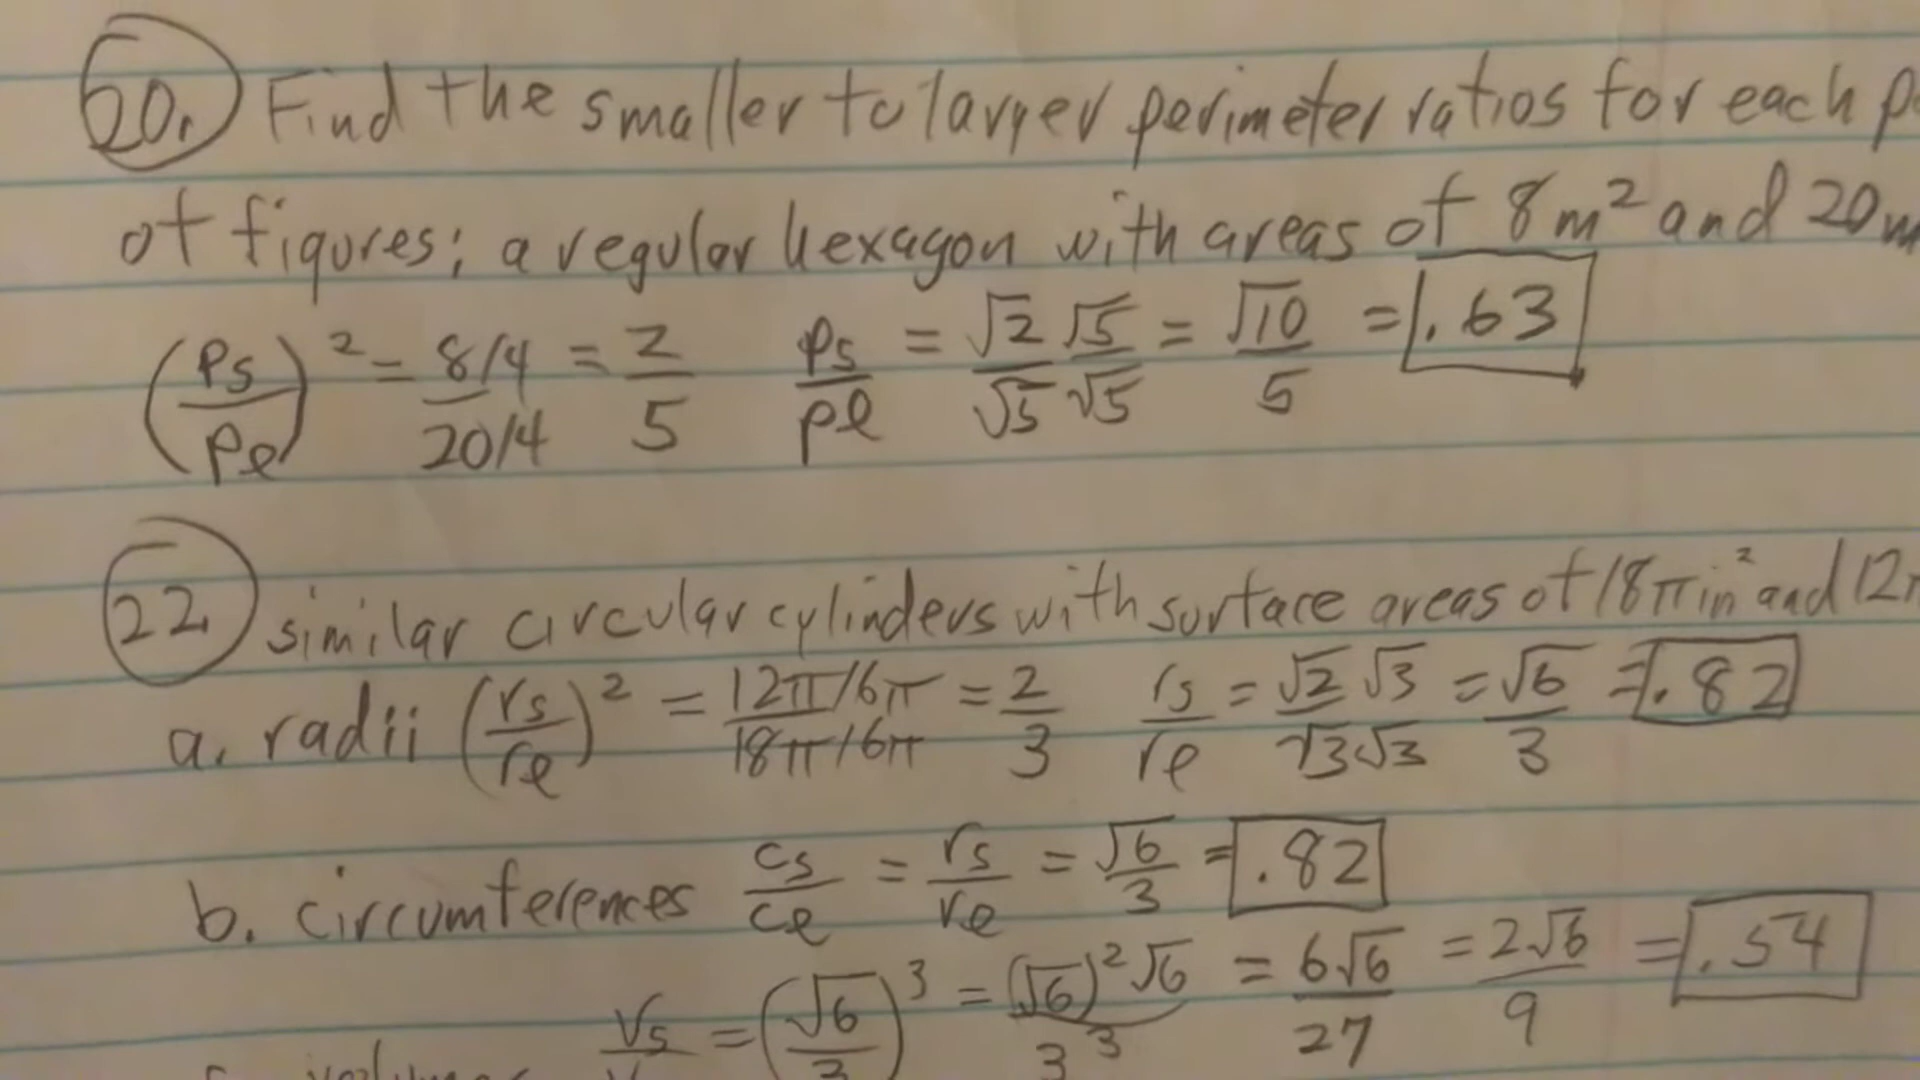 20. Find the smaller to larger perimeter ratios for each
of figures; a regular hexagon with areas of 8m² and 20m
(Ps/Pl)² = (8/4)/(20/4) = 2/5   Ps/Pl = √2 √5/√5 √5 = √10/5 = .63
22. similar circular cylinders with surface areas of 18π in² and 12π
a. radii (rs/rl)² = (12π/6π)/(18π/6π) = 2/3   rs/rl = √2 √3/√3 √3 = √6/3 = .82
b. circumferences cs/cl = rs/rl = √6/3 = .82
Vs = (√6/3)³ = (√6)² √6/3³ = 6√6/27 = 2√6/9 = .54